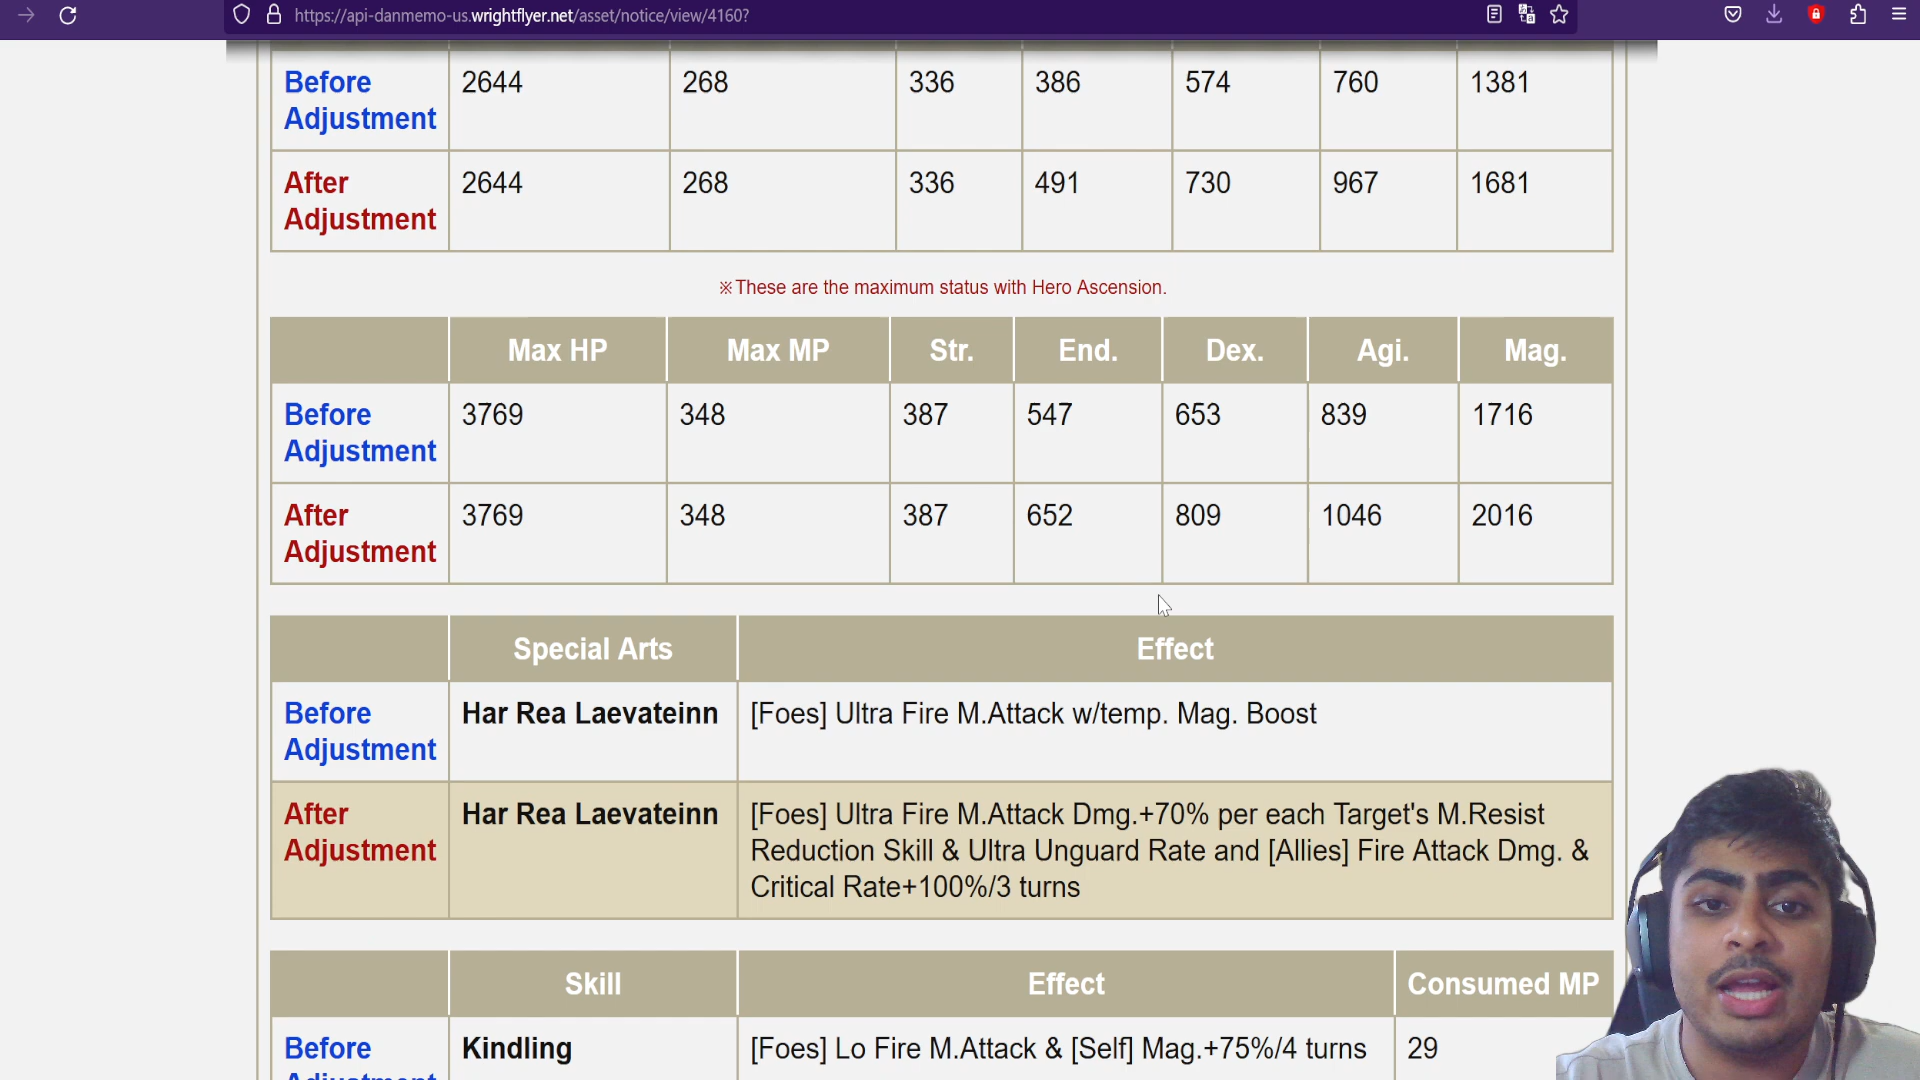 https://api-danmemo-us.wrightflyer.net/asset/notice/view/4160?
Before Adjustment 2644 268 336 386 574 760 1381
After Adjustment 2644 268 336 491 730 967 1681
※These are the maximum status with Hero Ascension.
Max HP Max MP Str. End. Dex. Agi. Mag.
Before Adjustment 3769 348 387 547 653 839 1716
After Adjustment 3769 348 387 652 809 1046 2016
Special Arts Effect
Before Adjustment Har Rea Laevateinn [Foes] Ultra Fire M.Attack w/temp. Mag. Boost
After Adjustment Har Rea Laevateinn [Foes] Ultra Fire M.Attack Dmg.+70% per each Target's M.Resist
Reduction Skill & Ultra Unguard Rate and [Allies] Fire Attack Dmg. &
Critical Rate+100%/3 turns
Skill Effect Consumed MP
Before Kindling [Foes] Lo Fire M.Attack & [Self] Mag.+75%/4 turns 29
Adjustment